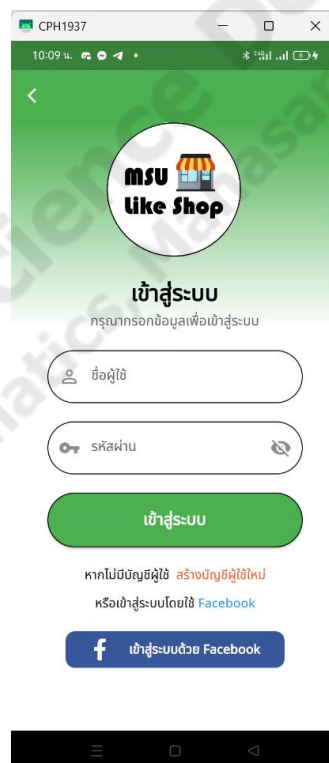 CPH1937
10:09 น.
MSU
Like Shop
เข้าสู่ระบบ
กรุณากรอกข้อมูลเพื่อเข้าสู่ระบบ
ชื่อผู้ใช้
รหัสผ่าน
เข้าสู่ระบบ
หากไม่มีบัญชีผู้ใช้ สร้างบัญชีผู้ใช้ใหม่
หรือเข้าสู่ระบบโดยใช้ Facebook
f เข้าสู่ระบบด้วย Facebook